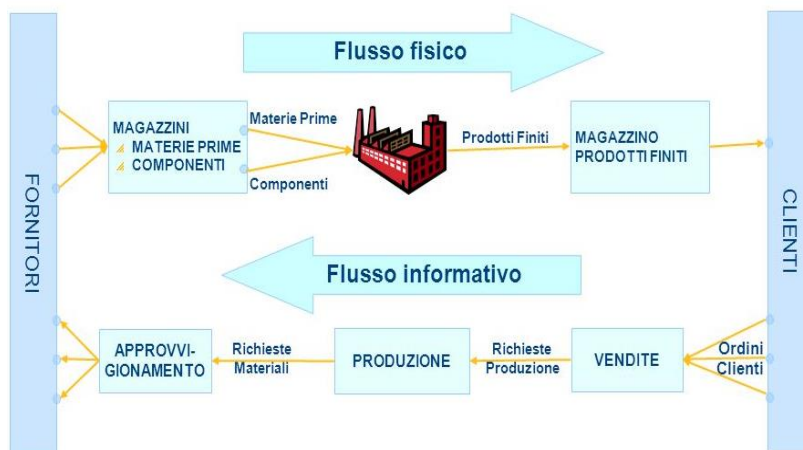 Flusso fisico
FORNITORI
MAGAZZINI
MATERIE PRIME
COMPONENTI
Materie Prime
Componenti
Prodotti Finiti
MAGAZZINO
PRODOTTI FINITI
CLIENTI
Flusso informativo
APPROVVI-
GIONAMENTO
Richieste
Materiali
PRODUZIONE
Richieste
Produzione
VENDITE
Ordini
Clienti